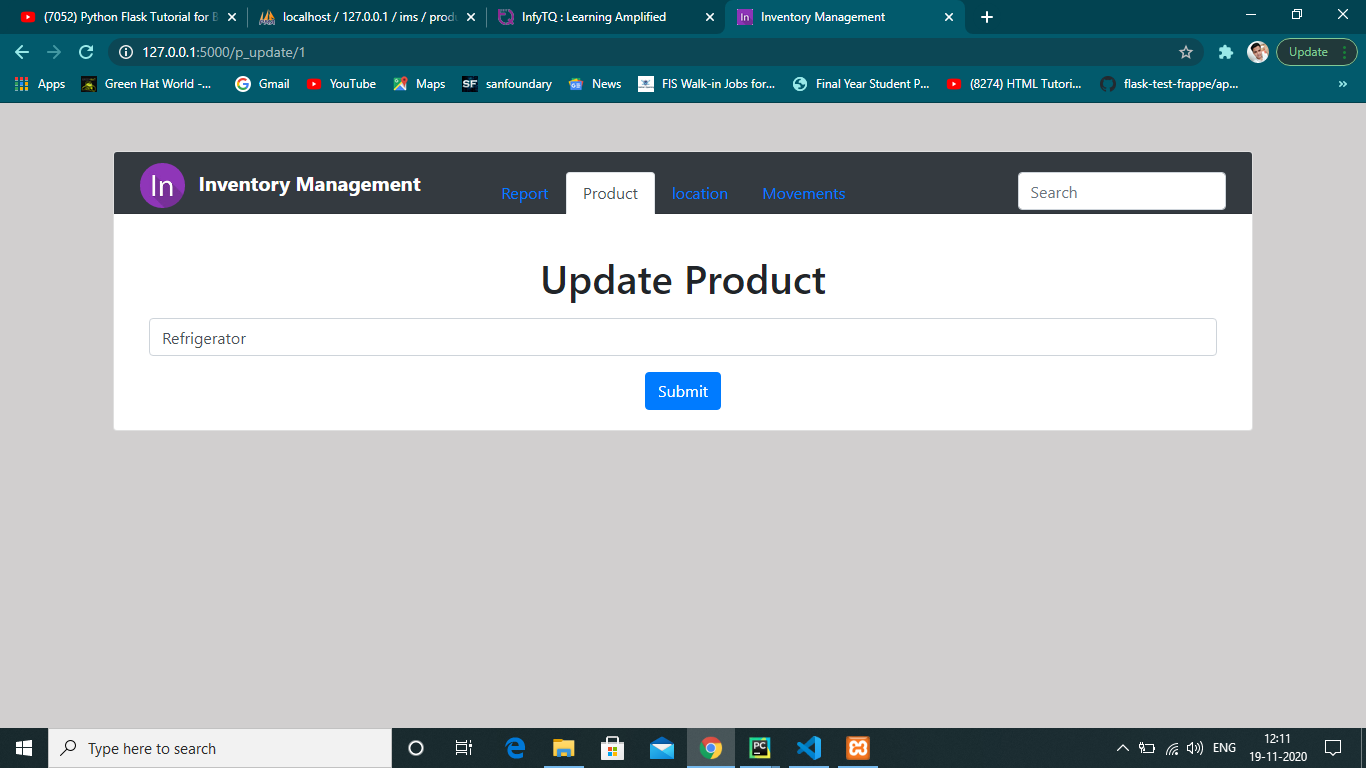 (7052) Python Flask Tutorial for B
localhost / 127.0.0.1 / ims / produ
InfyTQ : Learning Amplified
In Inventory Management
127.0.0.1:5000/p_update/1
Update
Apps
Green Hat World -...
Gmail
YouTube
Maps
SF sanfoundary
News
FIS Walk-in Jobs for...
Final Year Student P...
(8274) HTML Tutori...
flask-test-frappe/ap...
»
In Inventory Management
Report
Product
location
Movements
Search
Update Product
Refrigerator
Submit
Type here to search
PC
ENG
12:11
19-11-2020